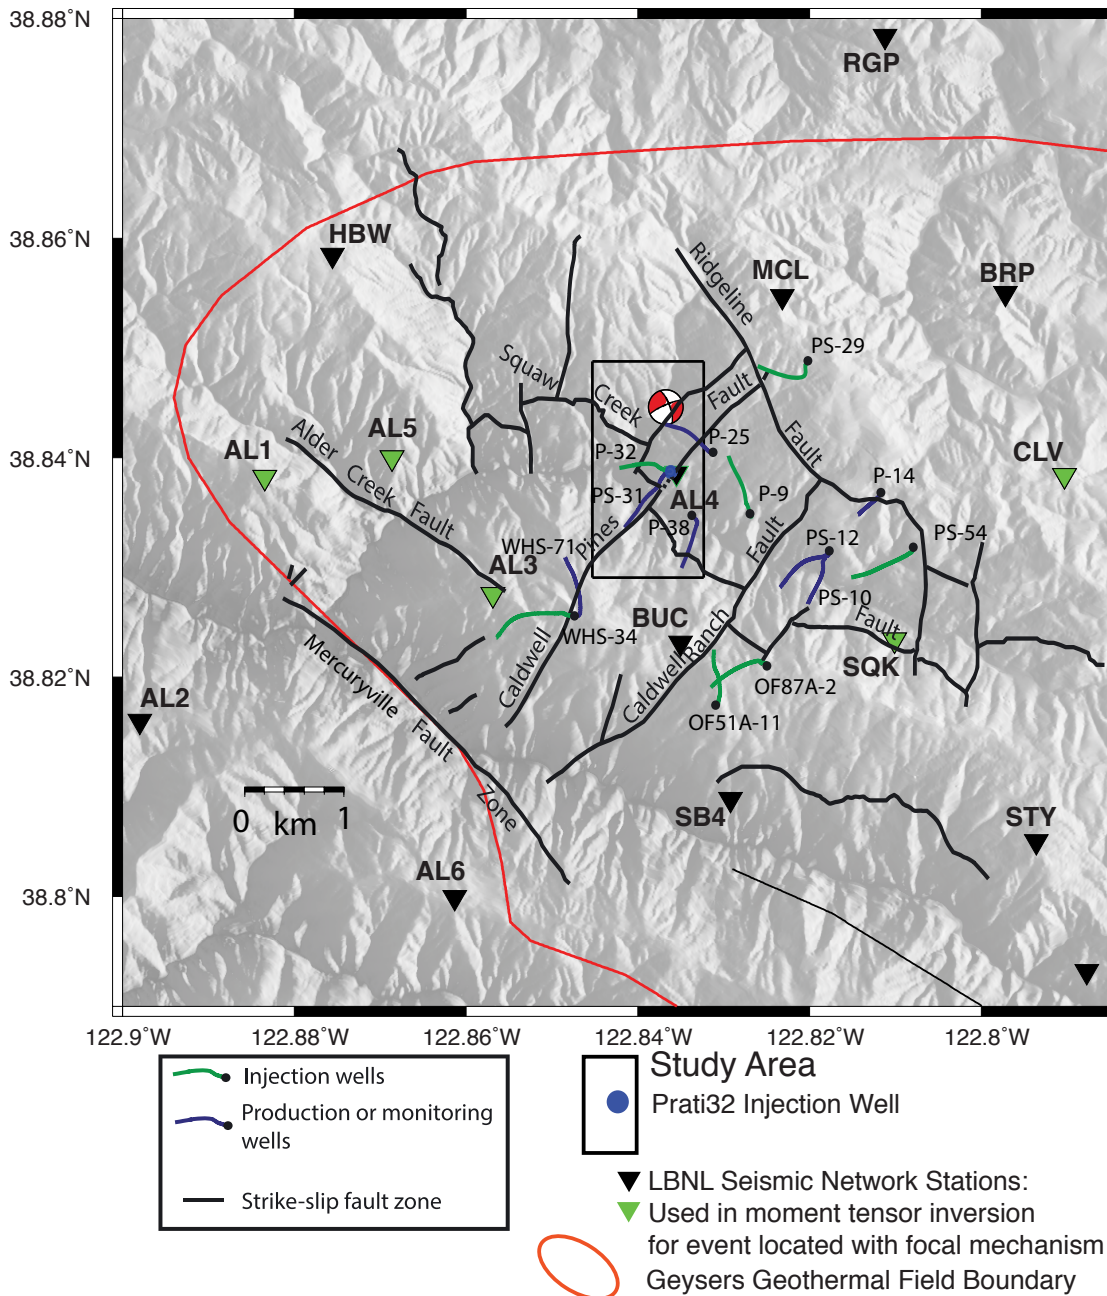 38.88°N
RGP
38.86°N
HBW
Ridgeline
MCL
BRP
PS-29
Squaw
Creek
Fault
Fault
P-25
P-32
AL1
Alder
Creek
Fault
AL5
38.84°N
CLV
P-14
PS-31
AL4
P-9
P-38
Pines
Fault
PS-12
PS-54
WHS-71
AL3
PS-10
Fault
WHS-34
BUC
SQK
Caldwell
Caldwell
Ranch
OF87A-2
OF51A-11
38.82°N
AL2
Mercuryville
Fault
Zone
0 km 1
SB4
STY
38.8°N
AL6
122.9°W
122.88°W
122.86°W
122.84°W
122.82°W
122.8°W
Injection wells
Production or monitoring
wells
Strike-slip fault zone
Study Area
Prati32 Injection Well
LBNL Seismic Network Stations:
Used in moment tensor inversion
for event located with focal mechanism
Geysers Geothermal Field Boundary